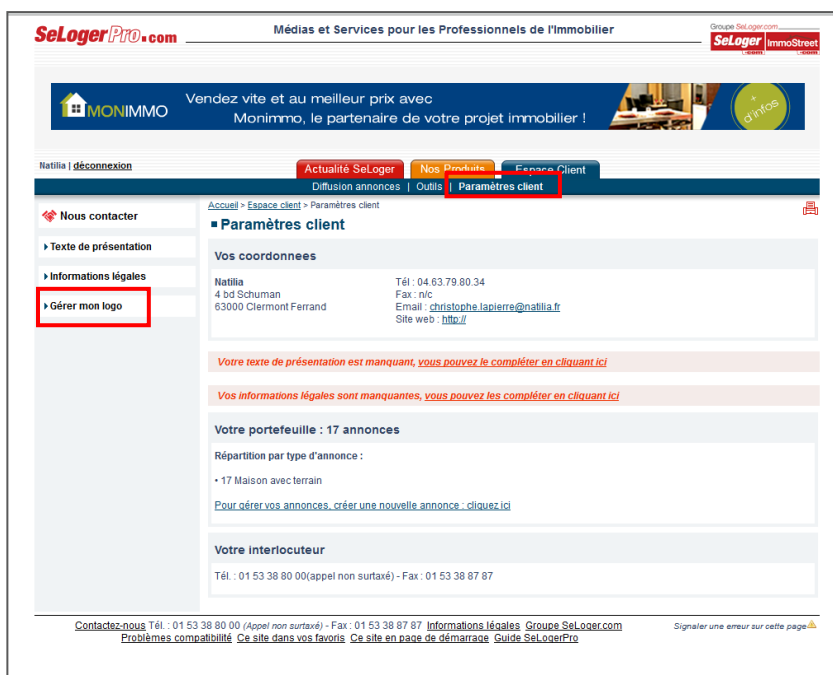 SeLogerPro.com
Médias et Services pour les Professionnels de l'Immobilier
Groupe SeLoger.com
SeLoger .com ImmoStreet .com
MONIMMO
Vendez vite et au meilleur prix avec
Monimmo, le partenaire de votre projet immobilier !
+ d'infos
Natilia | déconnexion
Actualité SeLoger
Nos Produits
Espace Client
Diffusion annonces | Outils | Paramètres client
Nous contacter
Texte de présentation
Informations légales
Gérer mon logo
Accueil > Espace client > Paramètres client
▪ Paramètres client
Vos coordonnees
Natilia
4 bd Schuman
63000 Clermont Ferrand
Tél : 04.63.79.80.34
Fax : n/c
Email : christophe.lapierre@natilia.fr
Site web : http://
Votre texte de présentation est manquant, vous pouvez le compléter en cliquant ici
Vos informations légales sont manquantes, vous pouvez les compléter en cliquant ici
Votre portefeuille : 17 annonces
Répartition par type d'annonce :
• 17 Maison avec terrain
Pour gérer vos annonces, créer une nouvelle annonce : cliquez ici
Votre interlocuteur
Tél. : 01 53 38 80 00(appel non surtaxé) - Fax : 01 53 38 87 87
Contactez-nous Tél. : 01 53 38 80 00 (Appel non surtaxé) - Fax : 01 53 38 87 87 Informations légales Groupe SeLoger.com
Problèmes compatibilité Ce site dans vos favoris Ce site en page de démarrage Guide SeLogerPro
Signaler une erreur sur cette page